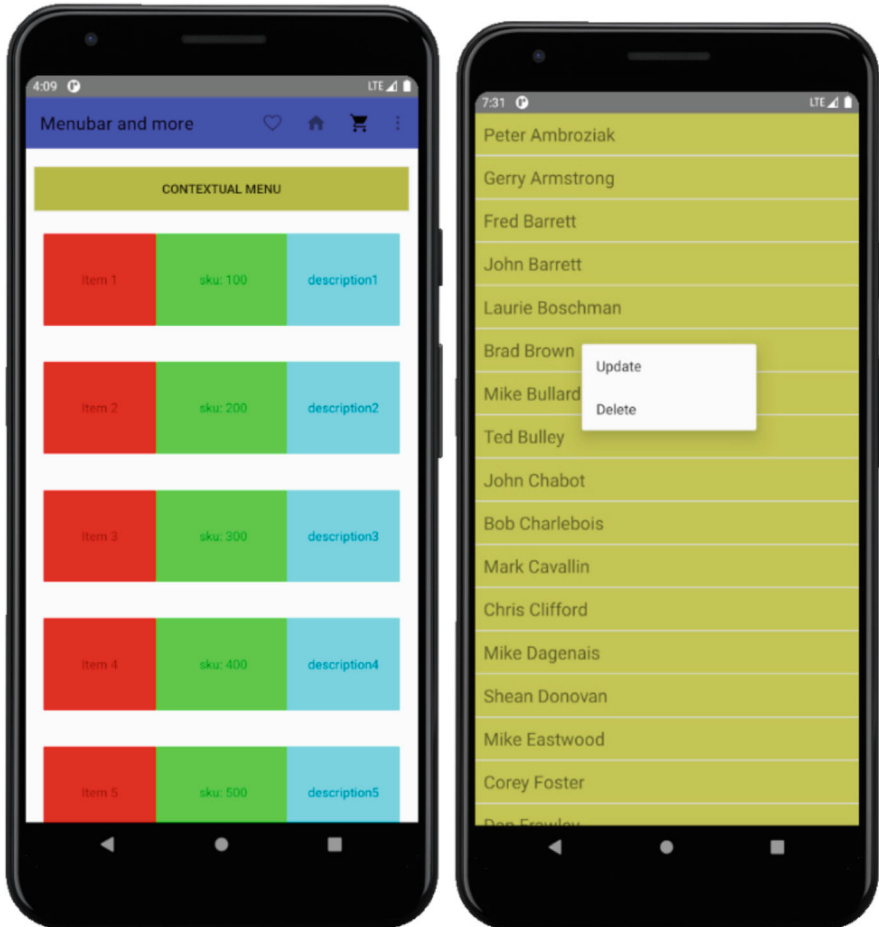 4:09 LTE
Menubar and more
CONTEXTUAL MENU
Item 1 sku: 100 description1
Item 2 sku: 200 description2
Item 3 sku: 300 description3
Item 4 sku: 400 description4
Item 5 sku: 500 description5
7:31 LTE
Peter Ambroziak
Gerry Armstrong
Fred Barrett
John Barrett
Laurie Boschman
Brad Brown
Update
Mike Bullard
Delete
Ted Bulley
John Chabot
Bob Charlebois
Mark Cavallin
Chris Clifford
Mike Dagenais
Shean Donovan
Mike Eastwood
Corey Foster
Dan Frawley